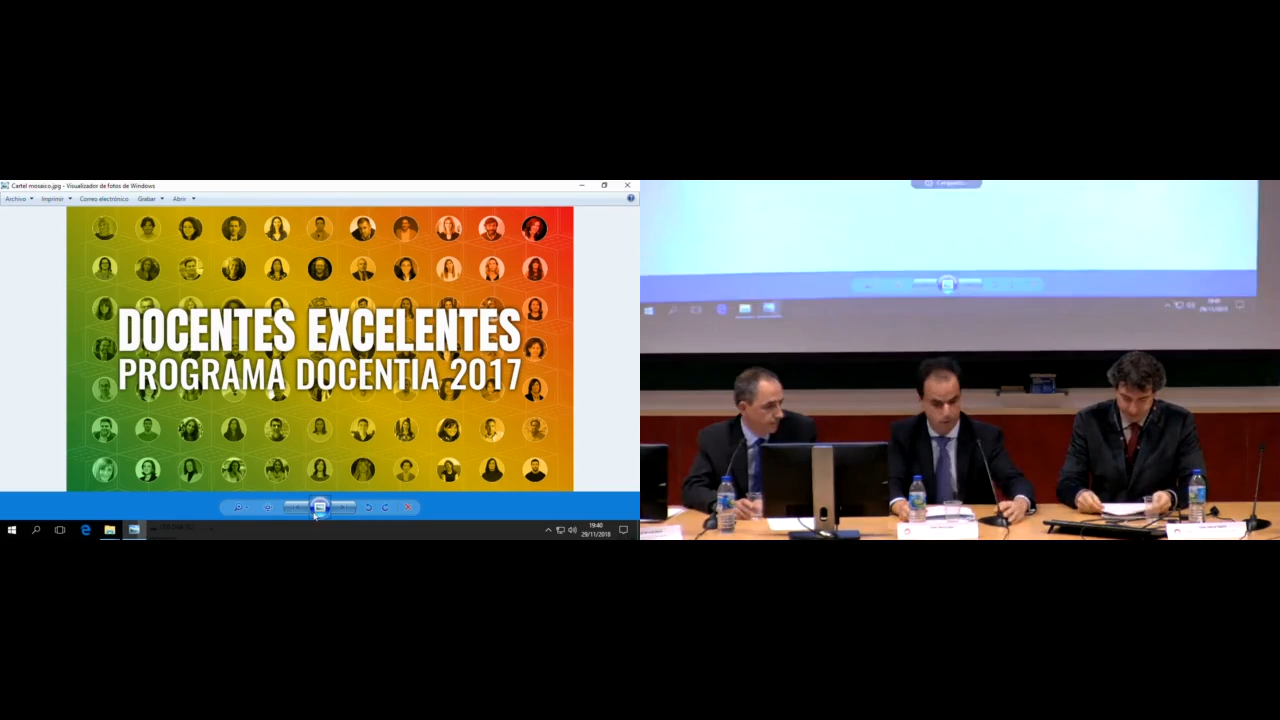 Cartel mosaico.jpg - Visualizador de fotos de Windows
Archivo Imprimir Correo electrónico Grabar Abrir
DOCENTES EXCELENTES
PROGRAMA DOCENTIA 2017
19:40
29/11/2018